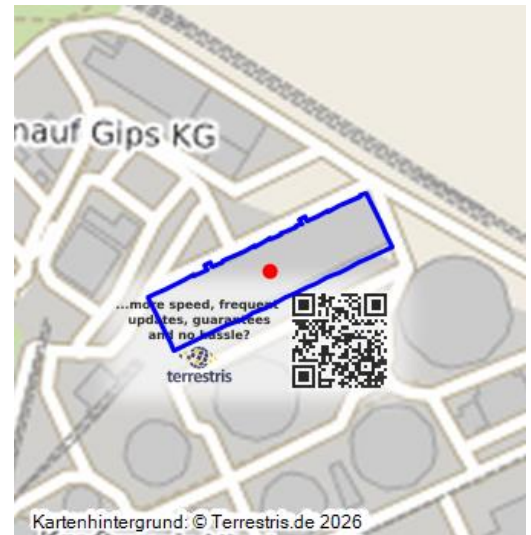 nauf Gips KG
...more speed, frequent
updates, guarantees
and no hassle?
terrestris
Kartenhintergrund: © Terrestris.de 2026